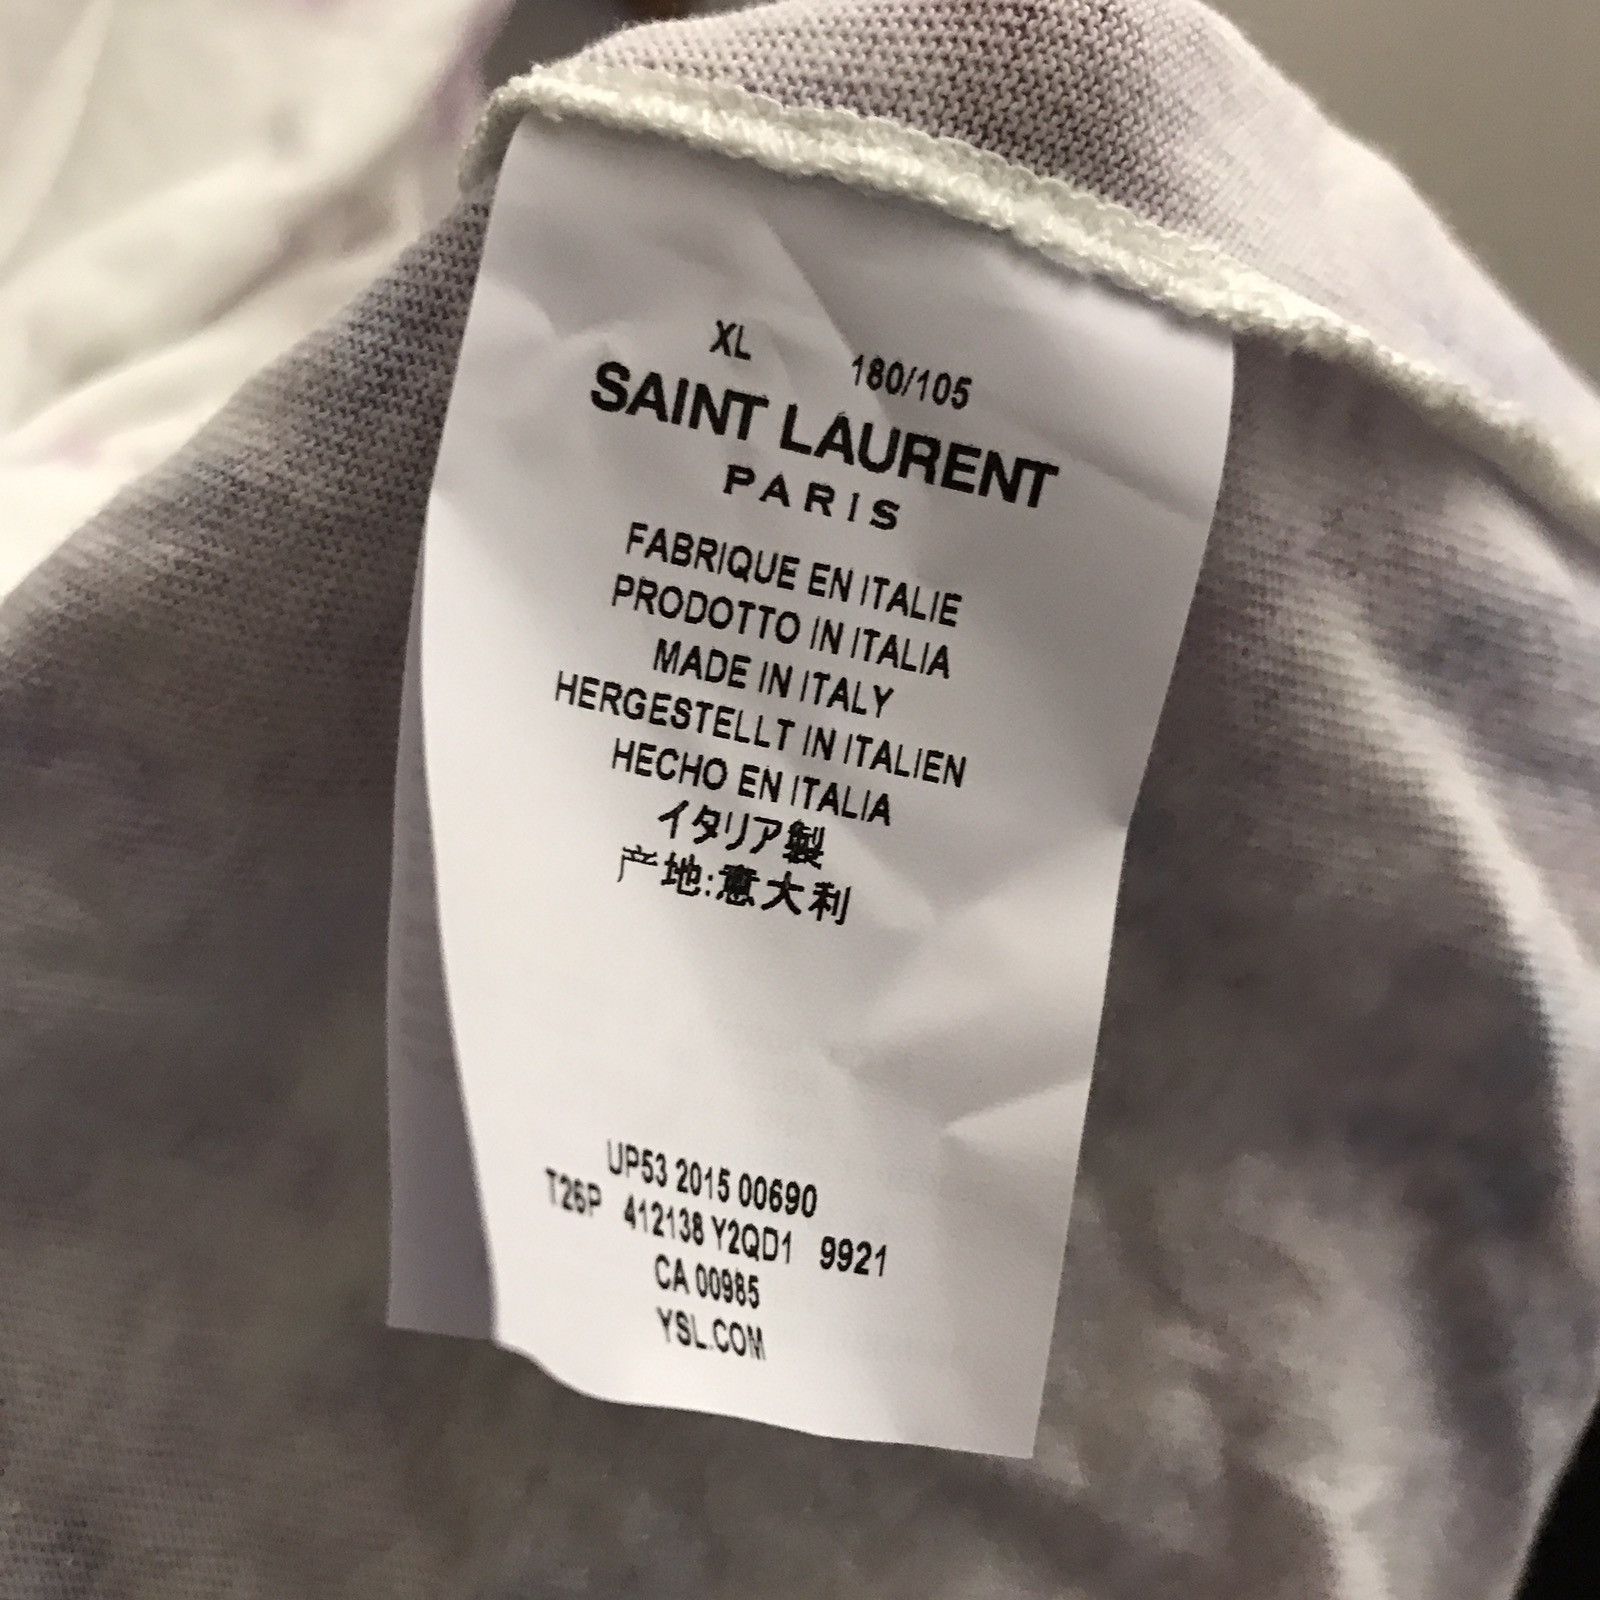 XL 180/105
SAINT LAURENT
PARIS
FABRIQUE EN ITALIE
PRODOTTO IN ITALIA
MADE IN ITALY
HERGESTELLT IN ITALIEN
HECHO EN ITALIA
イタリア製
产地:意大利
UP53 2015 00690
T26P 412138 Y2QD1 9921
CA 00985
YSL.COM